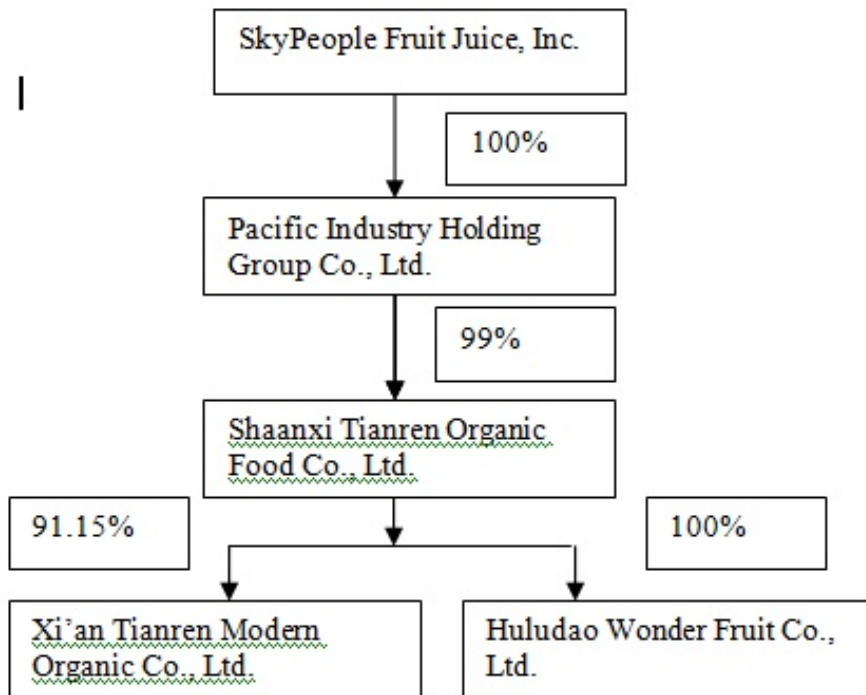 SkyPeople Fruit Juice, Inc.
100%
Pacific Industry Holding
Group Co., Ltd.
99%
Shaanxi Tianren Organic
Food Co., Ltd.
91.15%
100%
Xi’an Tianren Modern
Organic Co., Ltd.
Huludao Wonder Fruit Co.,
Ltd.